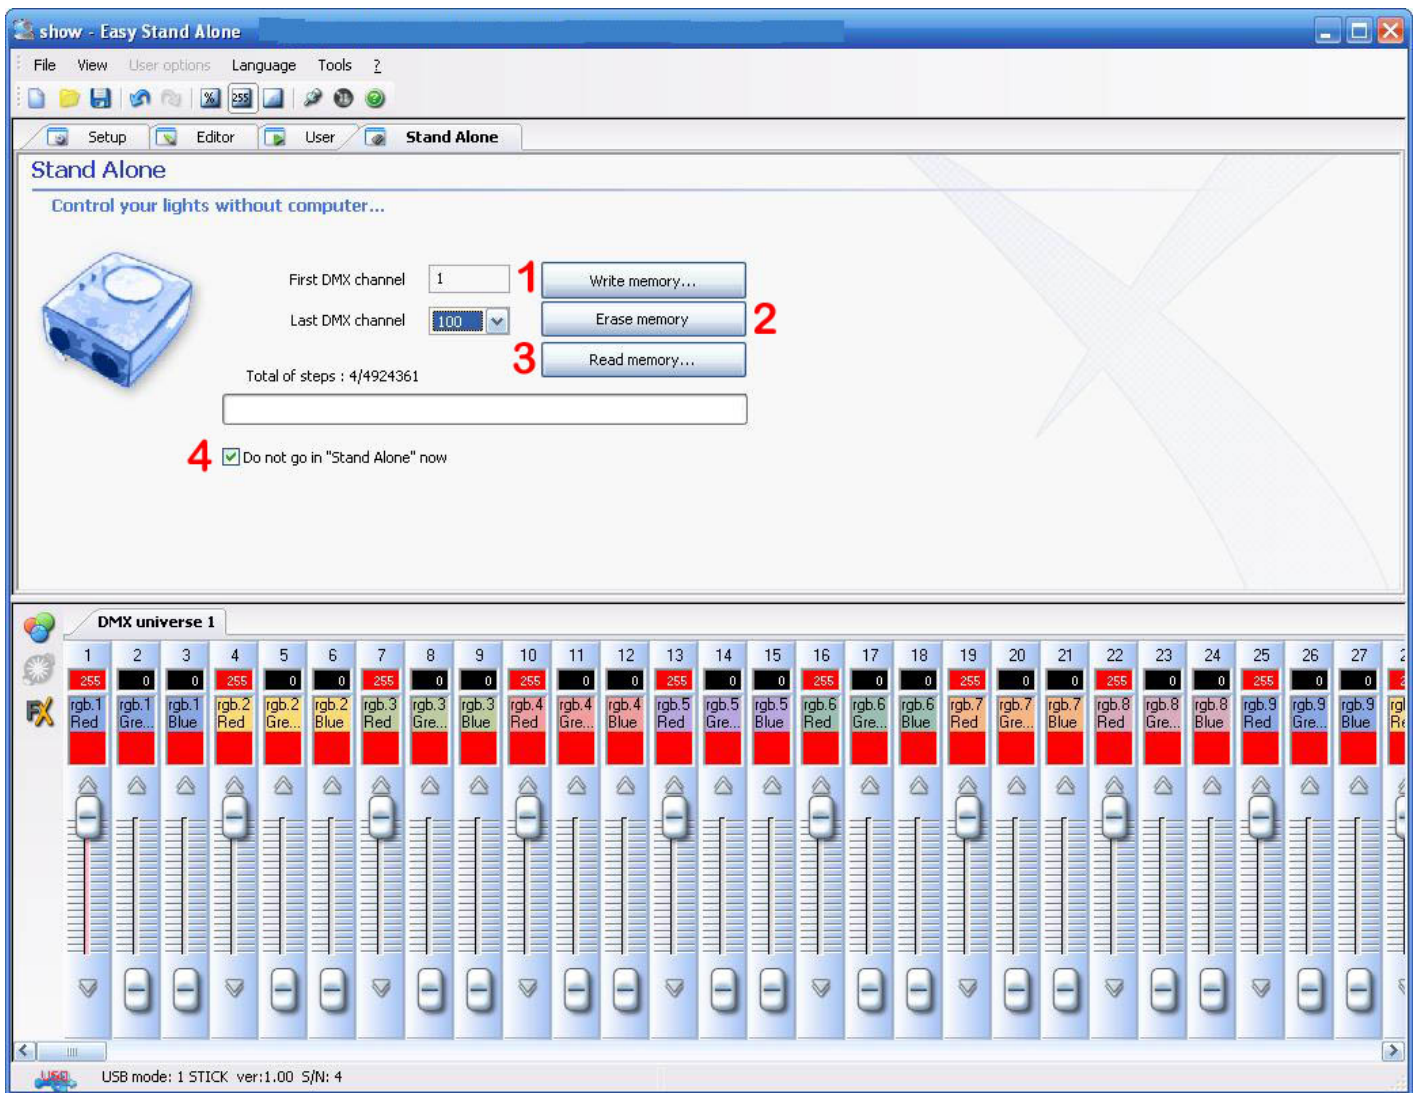 show - Easy Stand Alone
File View User options Language Tools ?
% 255
Setup Editor User Stand Alone
Stand Alone
Control your lights without computer...
First DMX channel 1 1 Write memory...
Last DMX channel 100 Erase memory 2
3 Read memory...
Total of steps : 4/4924361
4 Do not go in "Stand Alone" now
DMX universe 1
1 2 3 4 5 6 7 8 9 10 11 12 13 14 15 16 17 18 19 20 21 22 23 24 25 26 27
255 0 0 255 0 0 255 0 0 255 0 0 255 0 0 255 0 0 255 0 0 255 0 0 255 0 0
rgb.1 rgb.1 rgb.1 rgb.2 rgb.2 rgb.2 rgb.3 rgb.3 rgb.3 rgb.4 rgb.4 rgb.4 rgb.5 rgb.5 rgb.5 rgb.6 rgb.6 rgb.6 rgb.7 rgb.7 rgb.7 rgb.8 rgb.8 rgb.8 rgb.9 rgb.9 rgb.9
Red Gre... Blue Red Gre... Blue Red Gre... Blue Red Gre... Blue Red Gre... Blue Red Gre... Blue Red Gre... Blue Red Gre... Blue Red Gre... Blue
FX
USB USB mode: 1 STICK ver:1.00 S/N: 4